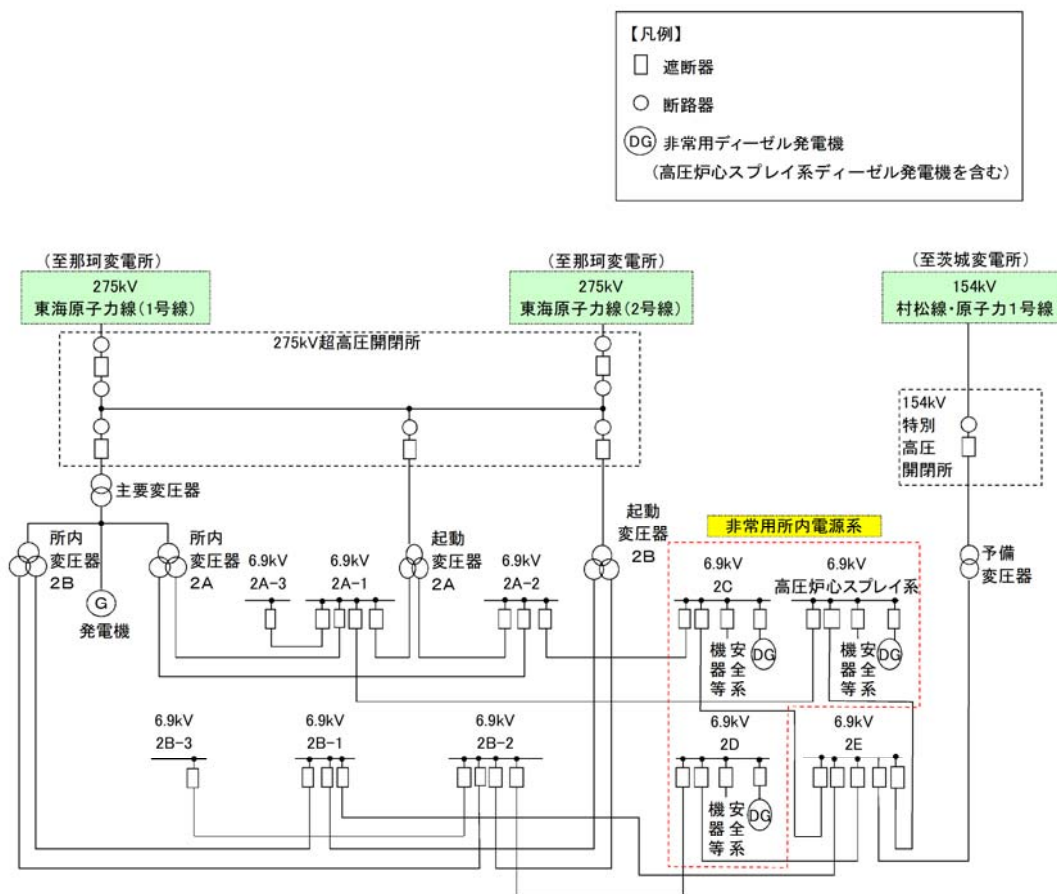 【凡例】
遮断器
断路器
DG 非常用ディーゼル発電機
(高圧炉心スプレイ系ディーゼル発電機を含む)
(至那珂変電所)
275kV
東海原子力線(1号線)
(至那珂変電所)
275kV
東海原子力線(2号線)
(至茨城変電所)
154kV
村松線・原子力1号線
275kV超高圧開閉所
154kV
特別
高圧
開閉所
主要変圧器
所内
変圧器
2B
所内
変圧器
2A
起動
変圧器
2A
起動
変圧器
2B
予備
変圧器
G
発電機
非常用所内電源系
6.9kV
2A-3
6.9kV
2A-1
6.9kV
2A-2
6.9kV
2C
6.9kV
高圧炉心スプレイ系
安全系
機器等
DG
安全系
機器等
DG
6.9kV
2B-3
6.9kV
2B-1
6.9kV
2B-2
6.9kV
2D
6.9kV
2E
安全系
機器等
DG